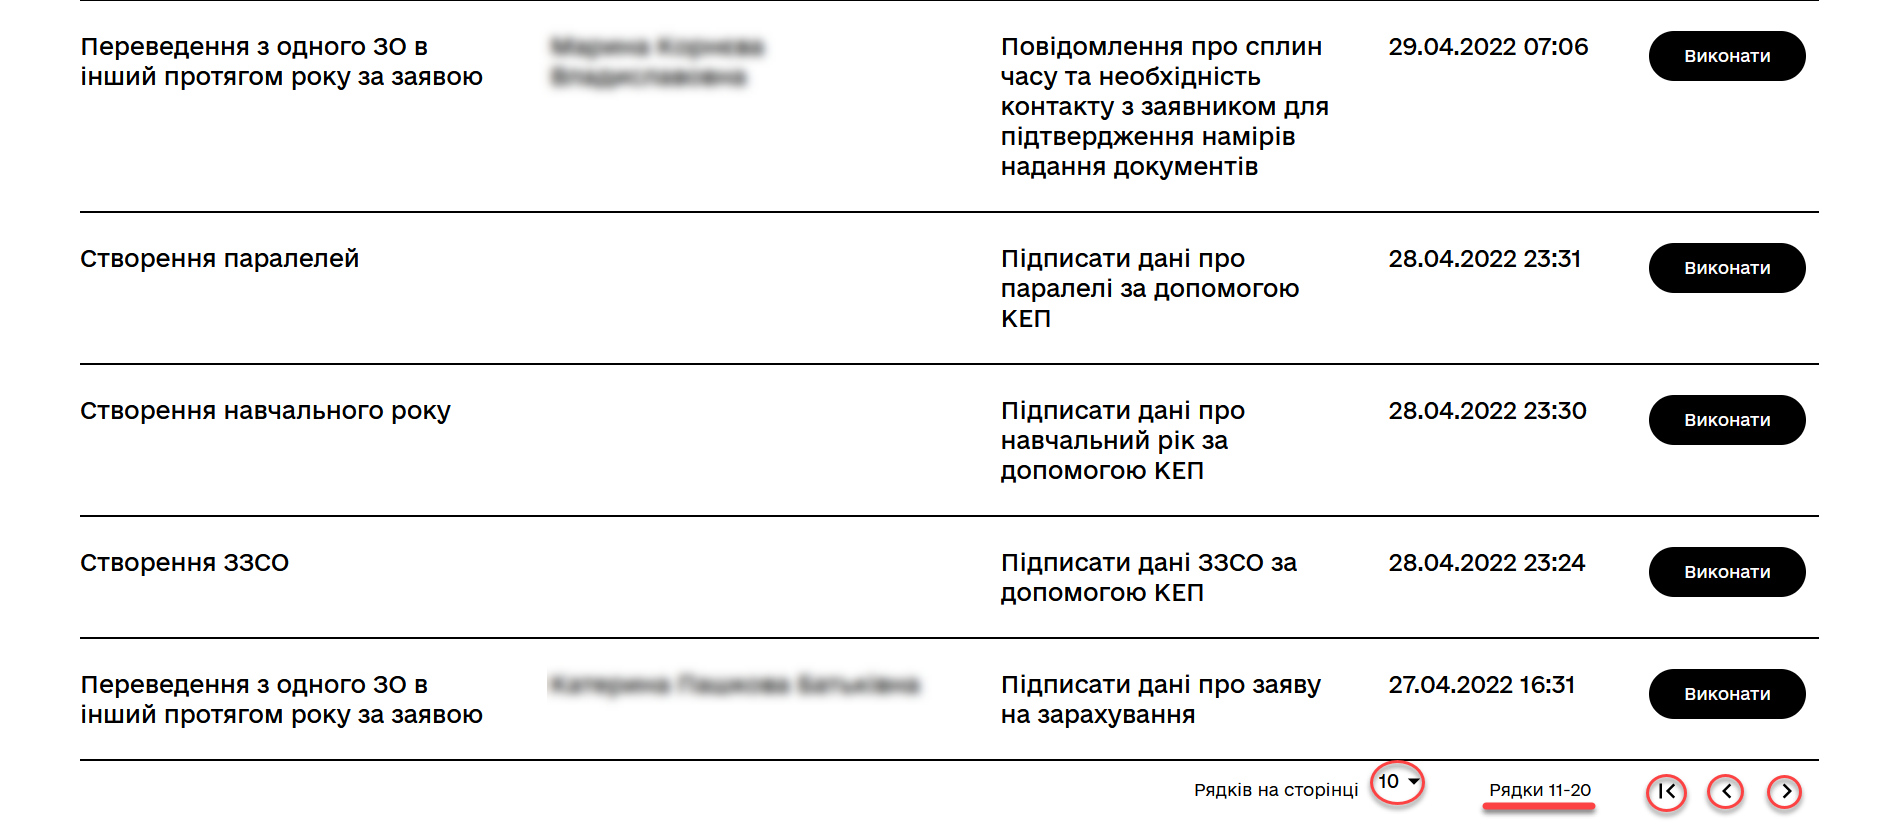 Переведення з одного ЗО в
інший протягом року за заявою
Повідомлення про сплин
часу та необхідність
контакту з заявником для
підтвердження намірів
надання документів
29.04.2022 07:06
Виконати
Створення паралелей
Підписати дані про
паралелі за допомогою
КЕП
28.04.2022 23:31
Виконати
Створення навчального року
Підписати дані про
навчальний рік за
допомогою КЕП
28.04.2022 23:30
Виконати
Створення ЗЗСО
Підписати дані ЗЗСО за
допомогою КЕП
28.04.2022 23:24
Виконати
Переведення з одного ЗО в
інший протягом року за заявою
Підписати дані про заяву
на зарахування
27.04.2022 16:31
Виконати
Рядків на сторінці
10
Рядки 11-20